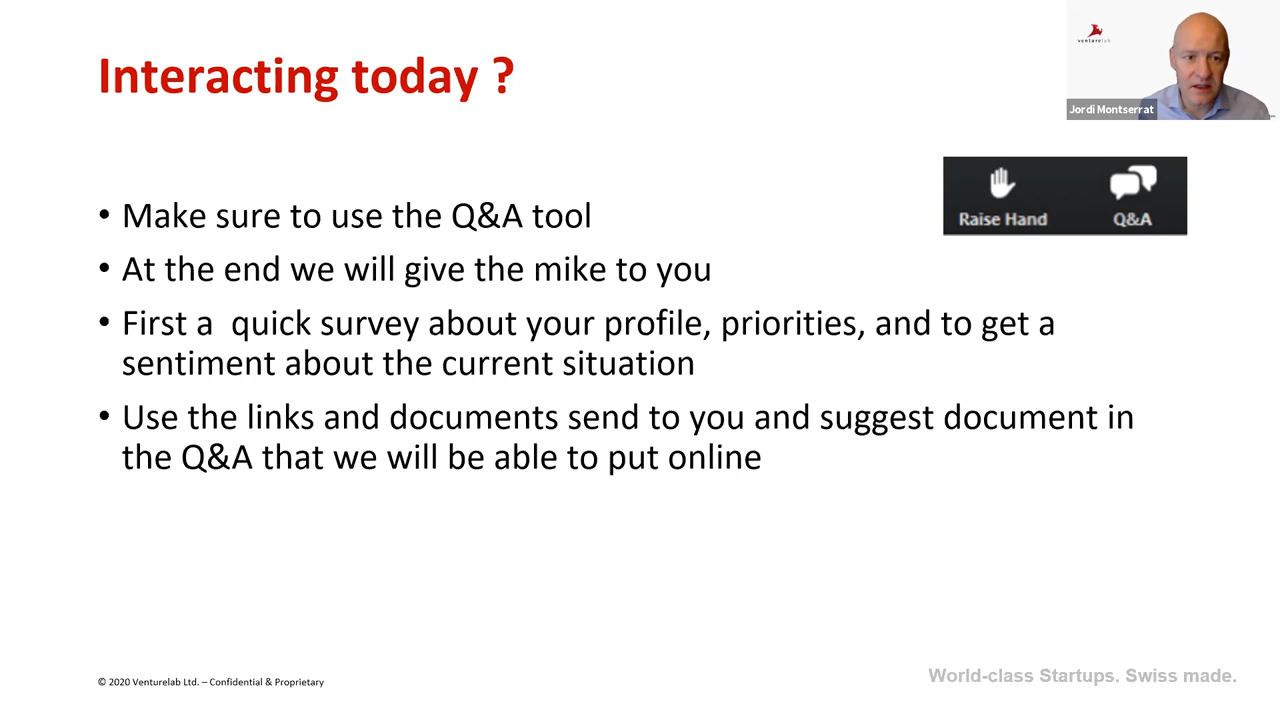 Interacting today ?
venturelab
Jordi Montserrat
Raise Hand
Q&A
• Make sure to use the Q&A tool
• At the end we will give the mike to you
• First a  quick survey about your profile, priorities, and to get a
sentiment about the current situation
• Use the links and documents send to you and suggest document in
the Q&A that we will be able to put online
© 2020 Venturelab Ltd. – Confidential & Proprietary
World-class Startups. Swiss made.